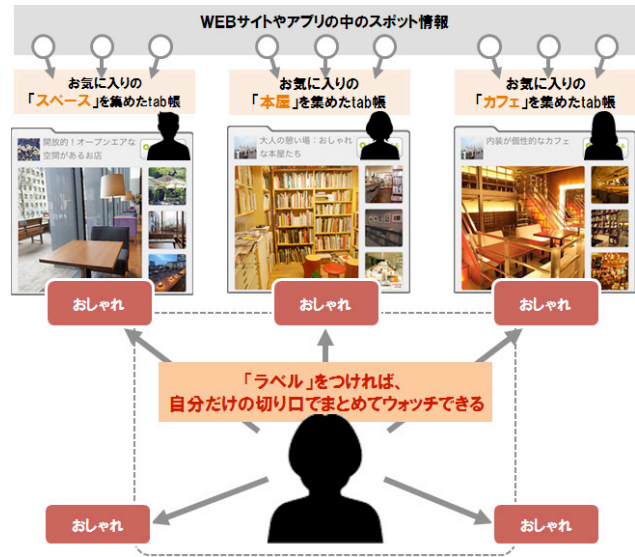 WEBサイトやアプリの中のスポット情報
お気に入りの
「スペース」を集めたtab帳
お気に入りの
「本屋」を集めたtab帳
お気に入りの
「カフェ」を集めたtab帳
開放的！オープンエアな
空間があるお店
大人の憩い場：おしゃれ
な本屋たち
内装が個性的なカフェ
おしゃれ
おしゃれ
おしゃれ
「ラベル」をつければ、
自分だけの切り口でまとめてウォッチできる
おしゃれ
おしゃれ